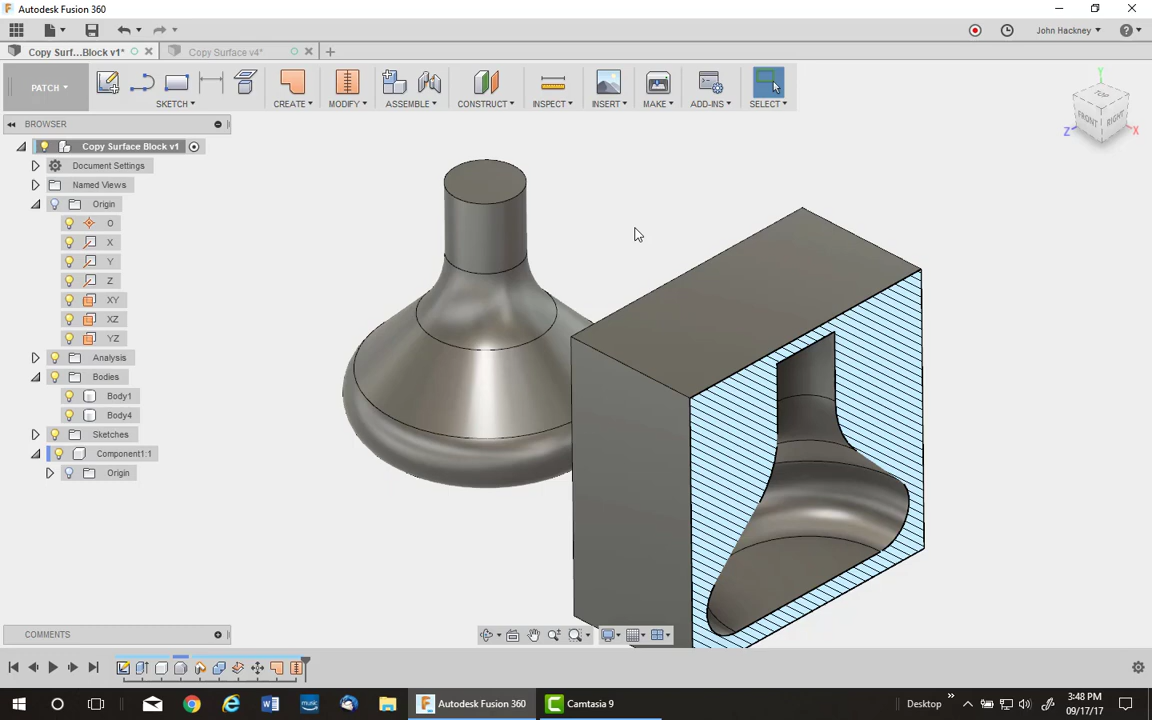 Autodesk Fusion 360
John Hackney
Copy Surf...Block v1*
Copy Surface v4*
PATCH
SKETCH
CREATE
MODIFY
ASSEMBLE
CONSTRUCT
INSPECT
INSERT
MAKE
ADD-INS
SELECT
TOP
FRONT
RIGHT
Y
Z
X
BROWSER
Copy Surface Block v1
Document Settings
Named Views
Origin
O
X
Y
Z
XY
XZ
YZ
Analysis
Bodies
Body1
Body4
Sketches
Component1:1
Origin
COMMENTS
Autodesk Fusion 360
Camtasia 9
Desktop
3:48 PM
09/17/17